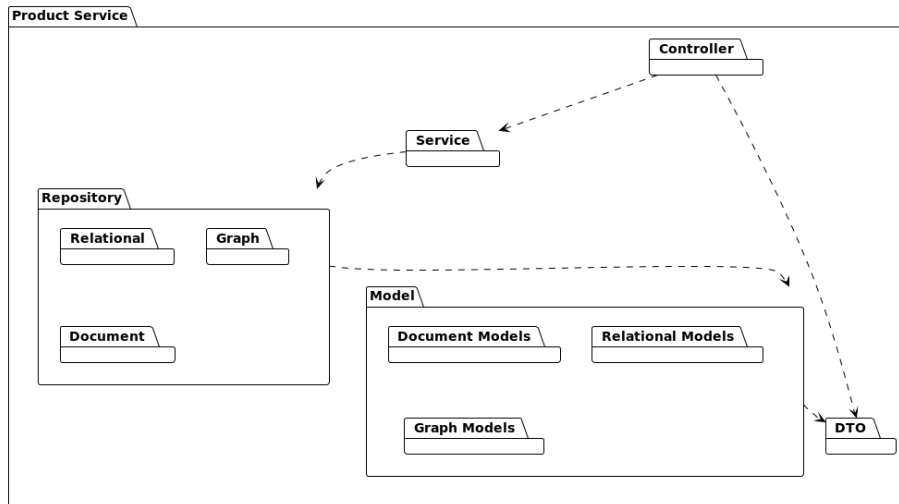 Product Service
Controller
Service
Repository
Relational
Graph
Document
Model
Document Models
Relational Models
Graph Models
DTO